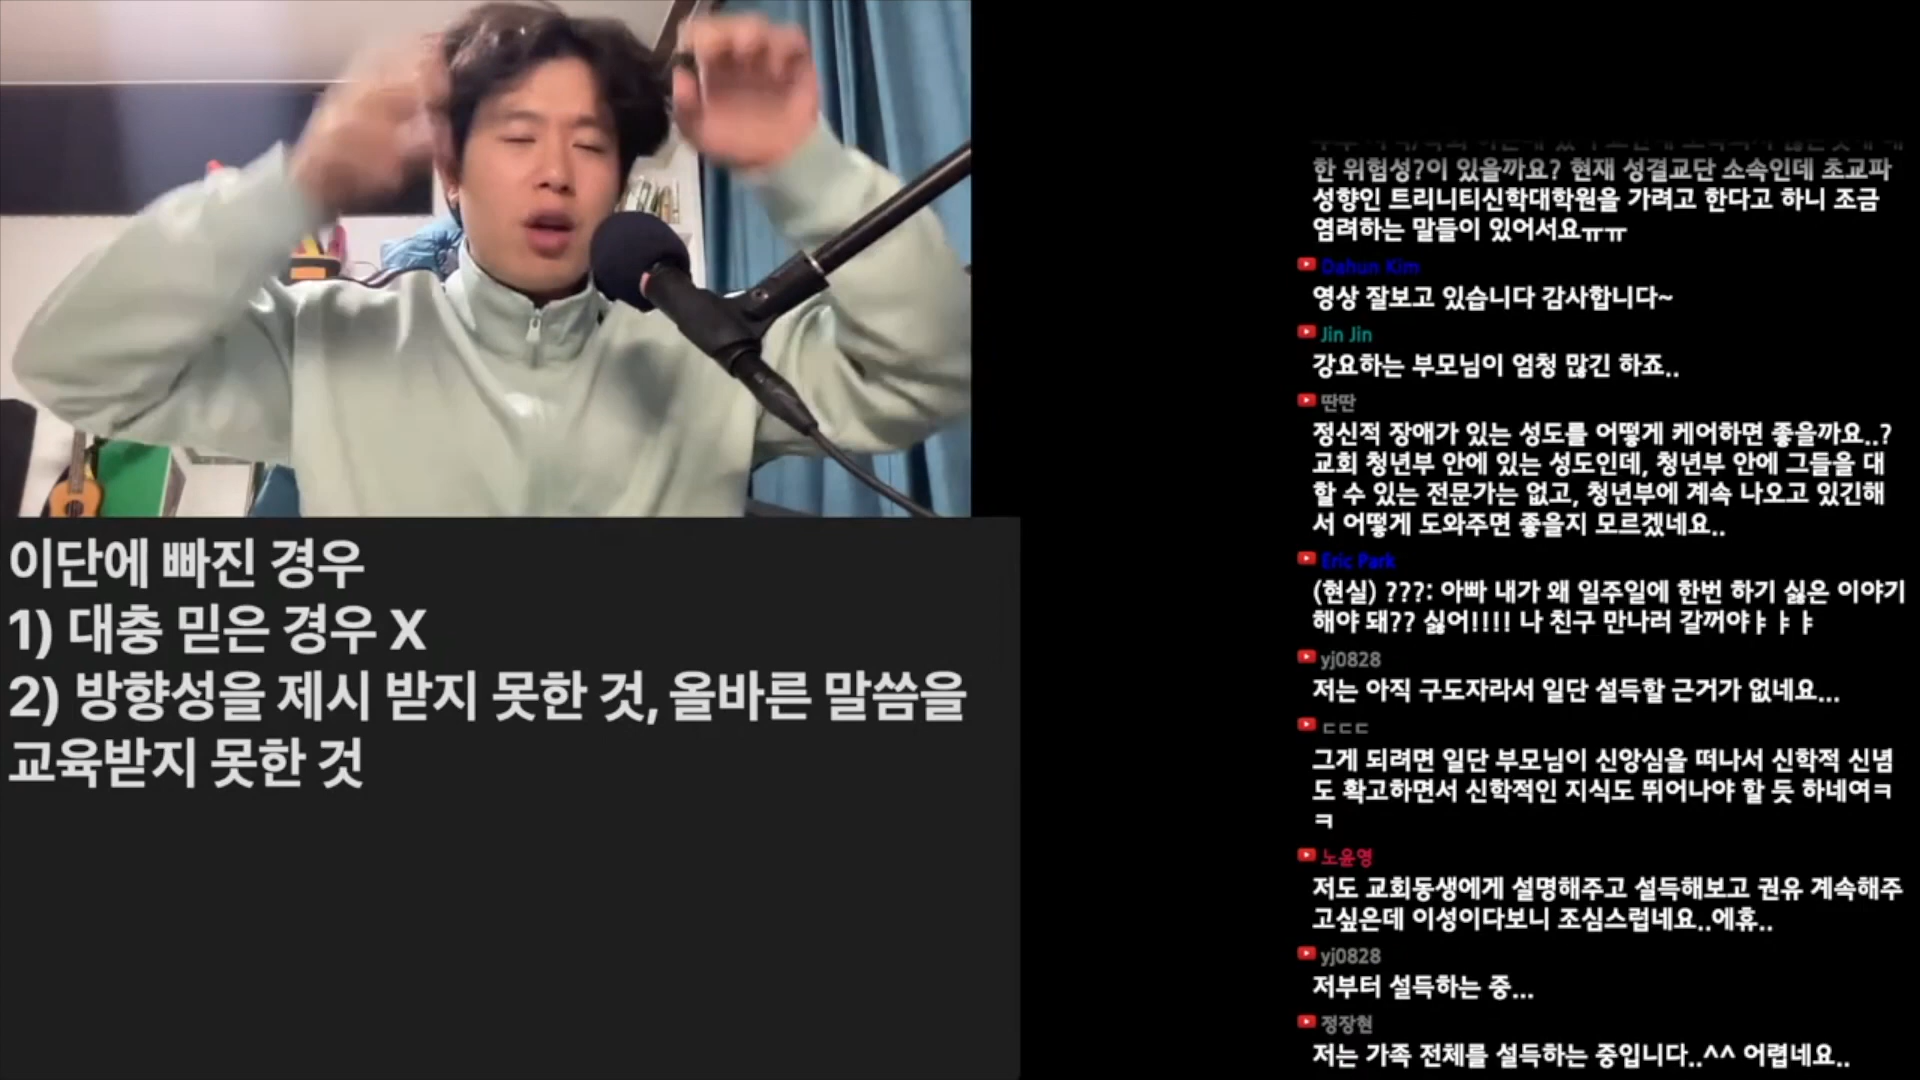 이단에 빠진 경우
1) 대충 믿은 경우 X
2) 방향성을 제시 받지 못한 것, 올바른 말씀을
교육받지 못한 것
한 위험성?이 있을까요? 현재 성결교단 소속인데 초교파
성향인 트리니티신학대학원을 가려고 한다고 하니 조금
염려하는 말들이 있어서요ㅠㅠ
Dahun Kim
영상 잘보고 있습니다 감사합니다~
Jin Jin
강요하는 부모님이 엄청 많긴 하죠..
딴딴
정신적 장애가 있는 성도를 어떻게 케어하면 좋을까요..?
교회 청년부 안에 있는 성도인데, 청년부 안에 그들을 대
할 수 있는 전문가는 없고, 청년부에 계속 나오고 있긴해
서 어떻게 도와주면 좋을지 모르겠네요..
Eric Park
(현실) ???: 아빠 내가 왜 일주일에 한번 하기 싫은 이야기
해야 돼?? 싫어!!!! 나 친구 만나러 갈꺼야ㅑㅑㅑ
yj0828
저는 아직 구도자라서 일단 설득할 근거가 없네요...
ㄷㄷㄷ
그게 되려면 일단 부모님이 신앙심을 떠나서 신학적 신념
도 확고하면서 신학적인 지식도 뛰어나야 할 듯 하네여ㅋ
ㅋ
노윤영
저도 교회동생에게 설명해주고 설득해보고 권유 계속해주
고싶은데 이성이다보니 조심스럽네요..에휴..
yj0828
저부터 설득하는 중...
정장현
저는 가족 전체를 설득하는 중입니다..^^ 어렵네요..